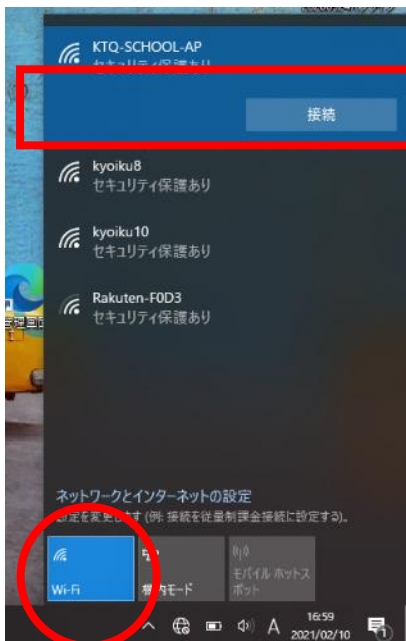 KTQ-SCHOOL-AP
セキュリティ保護あり
接続
kyoiku8
セキュリティ保護あり
kyoiku10
セキュリティ保護あり
Rakuten-F0D3
セキュリティ保護あり
ネットワークとインターネットの設定
設定を変更します (例: 接続を従量制課金接続に設定する)。
Wi-Fi
機内モード
モバイル ホットス
ポット
A
16:59
2021/02/10
1